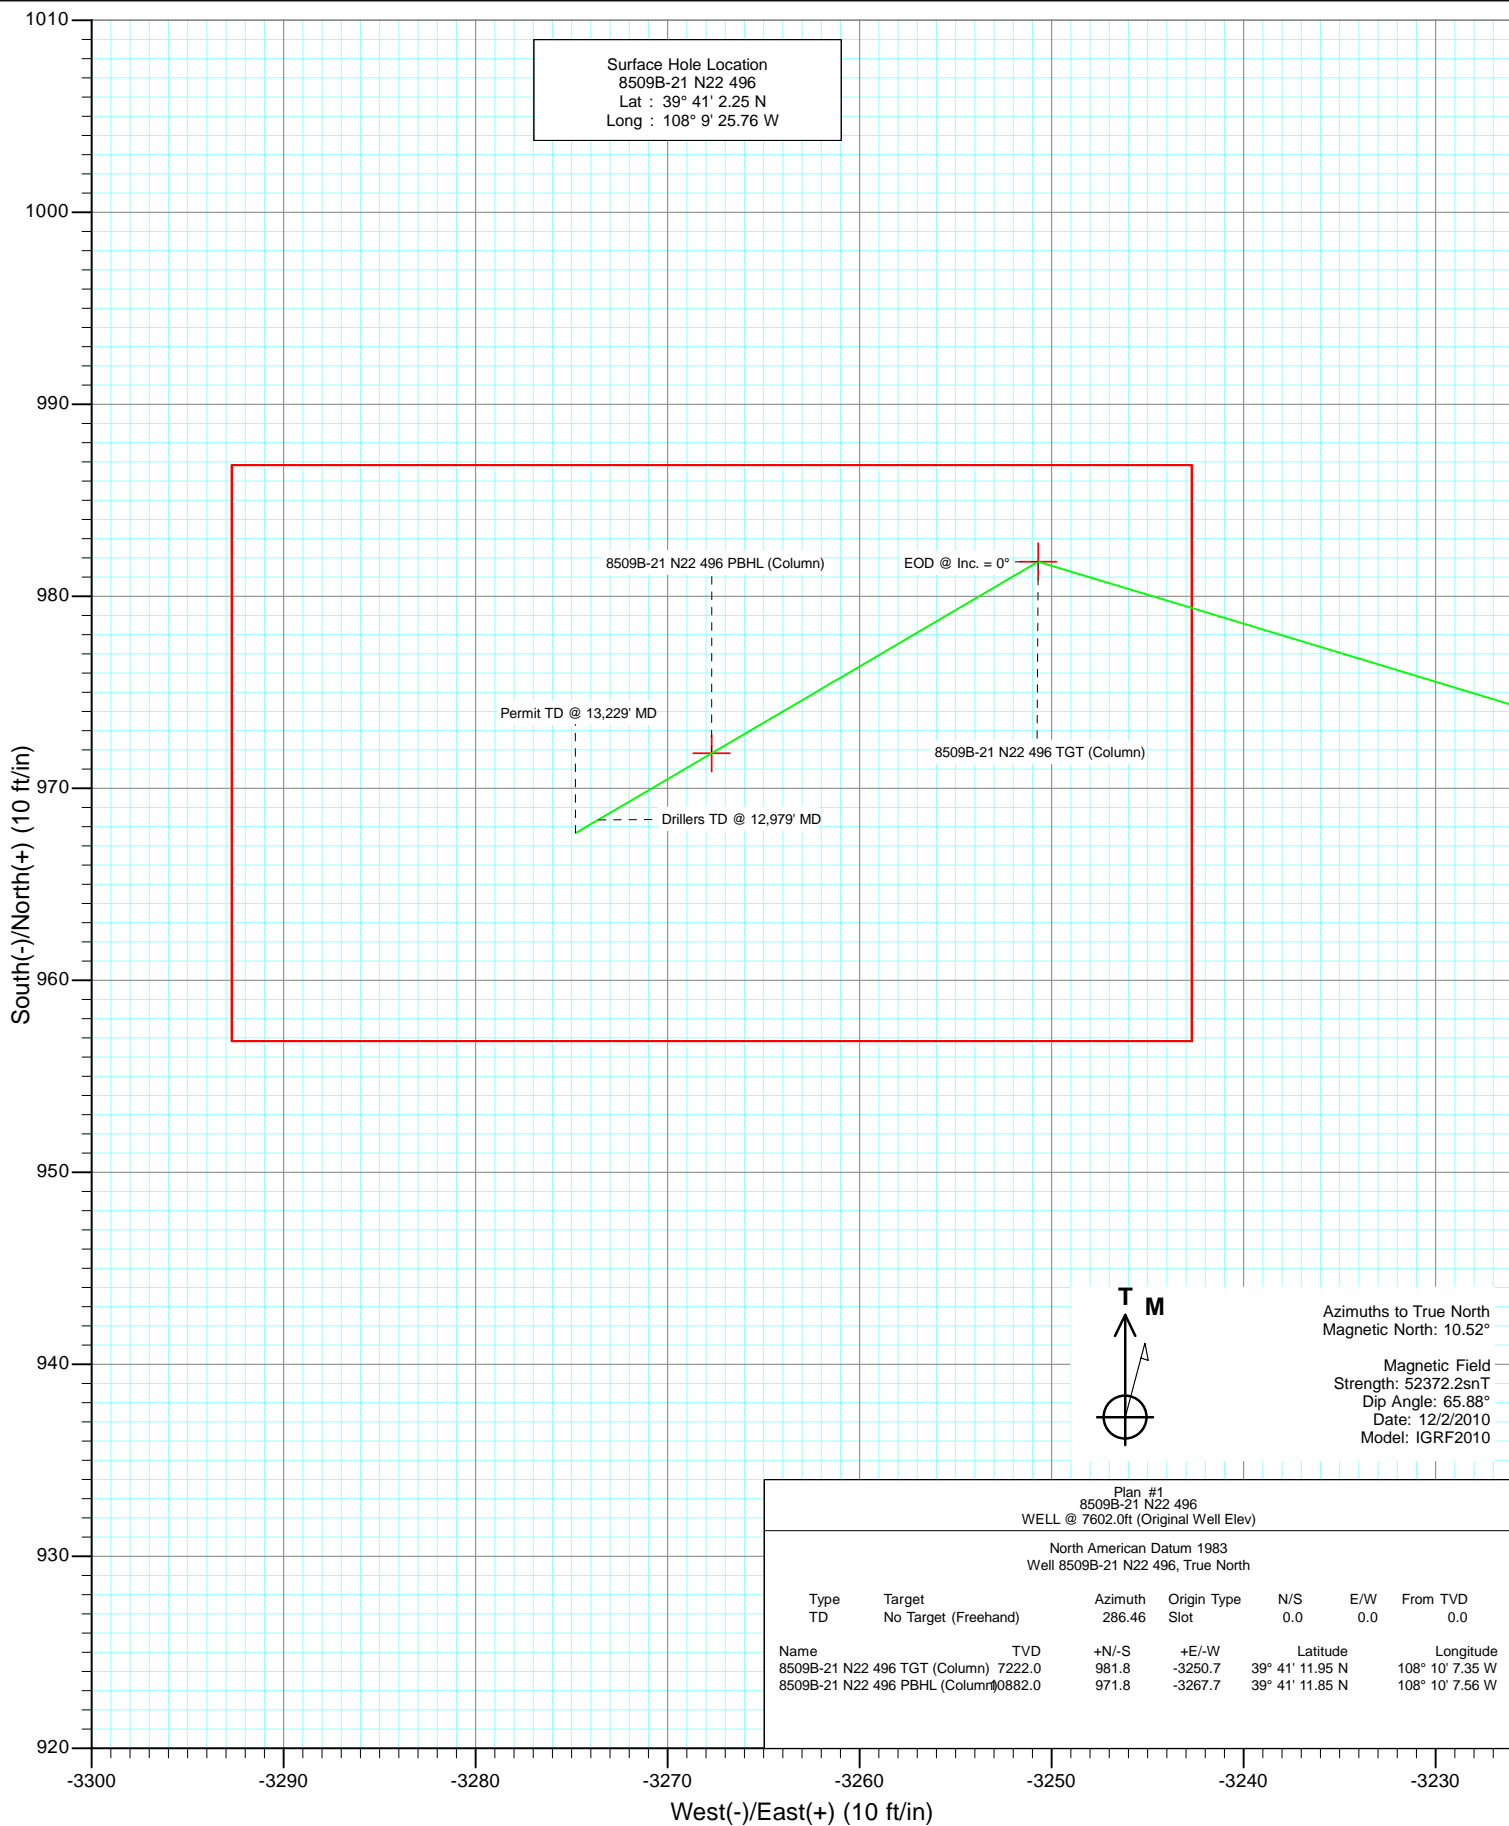 1010
Surface Hole Location
8509B-21 N22 496
Lat : 39° 41' 2.25 N
Long : 108° 9' 25.76 W
1000
990
8509B-21 N22 496 PBHL (Column)
EOD @ Inc. = 0°
980
Permit TD @ 13,229' MD
8509B-21 N22 496 TGT (Column)
970
Drillers TD @ 12,979' MD
South(-)/North(+) (10 ft/in)
960
950
T
M
Azimuths to True North
Magnetic North: 10.52°
940
Magnetic Field
Strength: 52372.2snT
Dip Angle: 65.88°
Date: 12/2/2010
Model: IGRF2010
Plan #1
8509B-21 N22 496
WELL @ 7602.0ft (Original Well Elev)
930
North American Datum 1983
Well 8509B-21 N22 496, True North
Type Target Azimuth Origin Type N/S E/W From TVD
TD No Target (Freehand) 286.46 Slot 0.0 0.0 0.0
Name TVD +N/-S +E/-W Latitude Longitude
8509B-21 N22 496 TGT (Column) 7222.0 981.8 -3250.7 39° 41' 11.95 N 108° 10' 7.35 W
8509B-21 N22 496 PBHL (Column) 10882.0 971.8 -3267.7 39° 41' 11.85 N 108° 10' 7.56 W
920
-3300 -3290 -3280 -3270 -3260 -3250 -3240 -3230
West(-)/East(+) (10 ft/in)